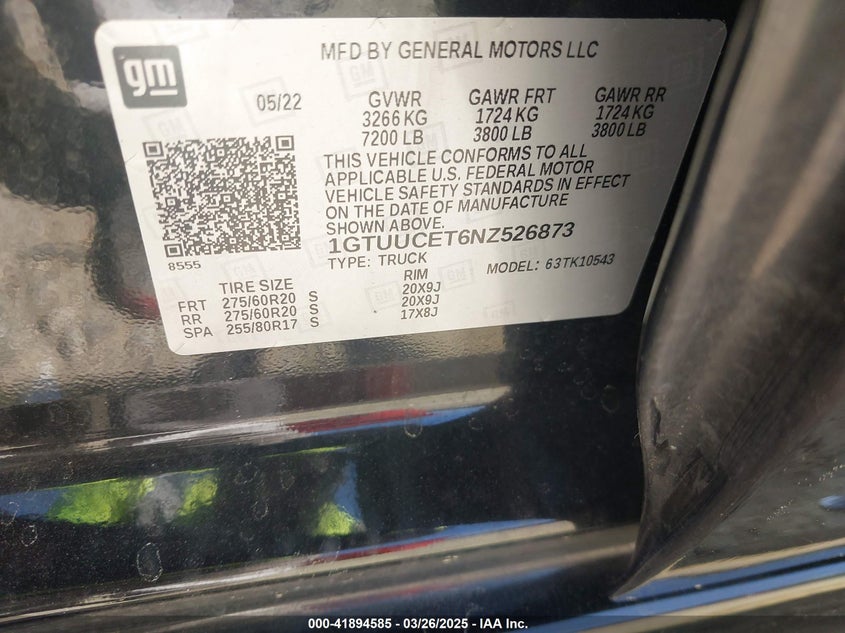 gm
MFD BY GENERAL MOTORS LLC
05/22
GVWR GAWR FRT GAWR RR
3266 KG 1724 KG 1724 KG
7200 LB 3800 LB 3800 LB
THIS VEHICLE CONFORMS TO ALL
APPLICABLE U.S. FEDERAL MOTOR
VEHICLE SAFETY STANDARDS IN EFFECT
ON THE DATE OF MANUFACTURE
SHOWN ABOVE.
1GTUUCET6NZ526873
8555
TYPE: TRUCK MODEL: 63TK10543
TIRE SIZE RIM
FRT 275/60R20 S 20X9J
RR 275/60R20 S 20X9J
SPA 255/80R17 S 17X8J
000-41894585 - 03/26/2025 - IAA Inc.